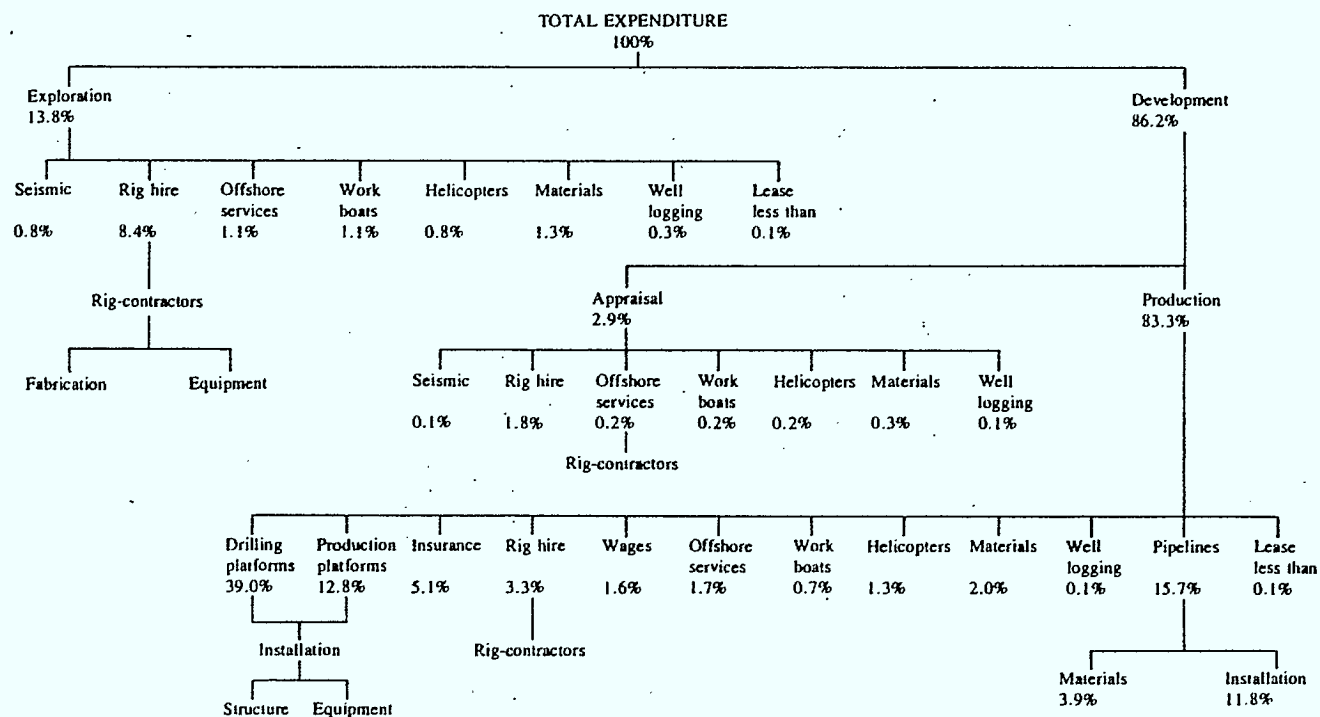 TOTAL EXPENDITURE
100%
Exploration
13.8%
Development
86.2%
Seismic Rig hire Offshore services Work boats Helicopters Materials Well logging Lease less than
0.8% 8.4% 1.1% 1.1% 0.8% 1.3% 0.3% 0.1%
Rig-contractors
Fabrication Equipment
Appraisal
2.9%
Production
83.3%
Seismic Rig hire Offshore services Work boats Helicopters Materials Well logging
0.1% 1.8% 0.2% 0.2% 0.2% 0.3% 0.1%
Rig-contractors
Drilling platforms Production platforms Insurance Rig hire Wages Offshore services Work boats Helicopters Materials Well logging Pipelines Lease less than
39.0% 12.8% 5.1% 3.3% 1.6% 1.7% 0.7% 1.3% 2.0% 0.1% 15.7% 0.1%
Installation
Rig-contractors
Structure Equipment
Materials
3.9%
Installation
11.8%